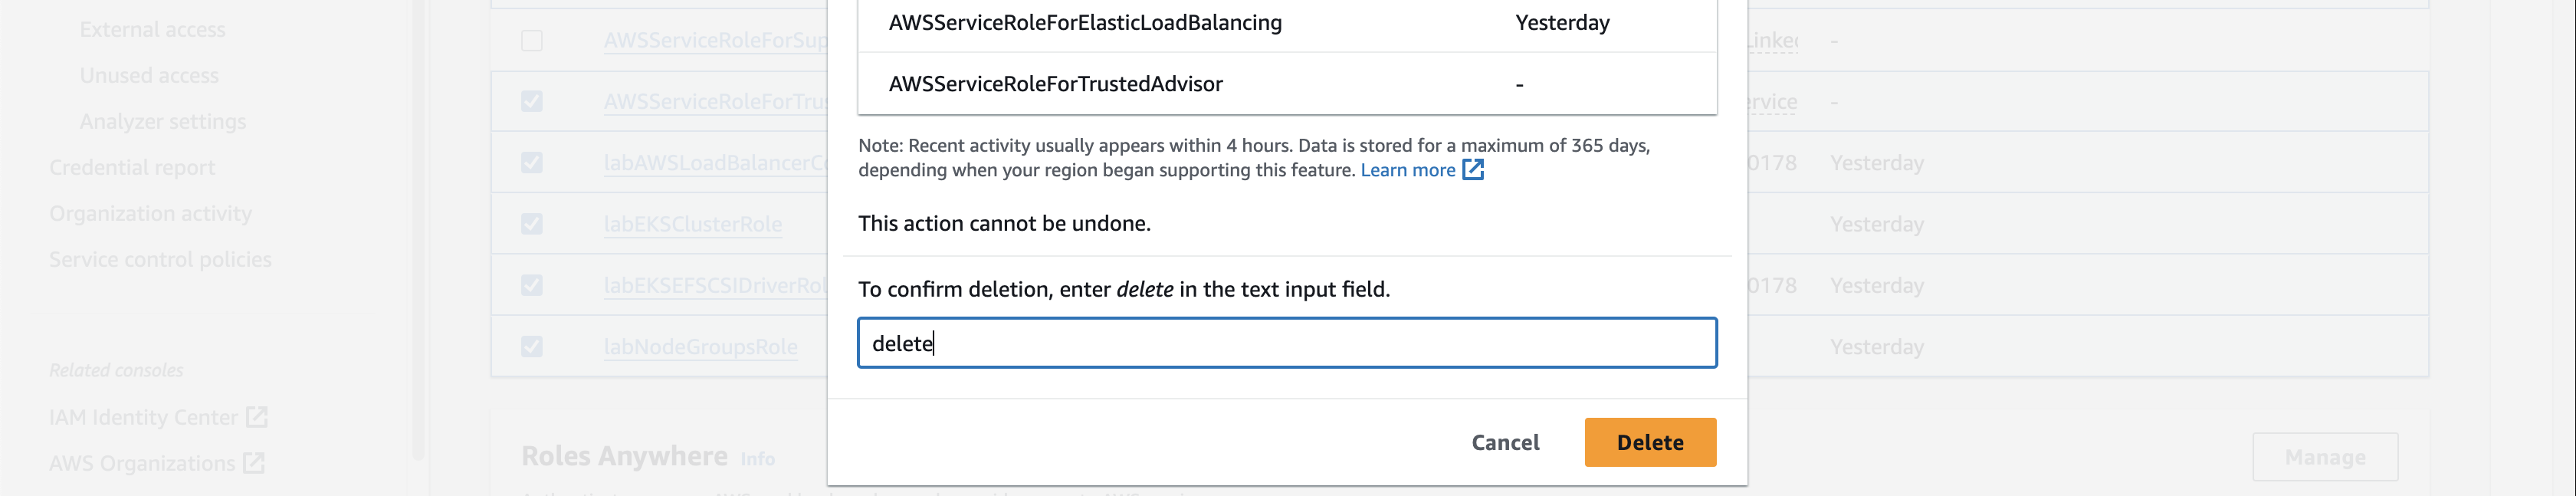 External access
Unused access
Analyzer settings
Credential report
Organization activity
Service control policies
Related consoles
IAM Identity Center
AWS Organizations
AWSServiceRoleForSup
AWSServiceRoleForTrus
labAWSLoadBalancerCo
labEKSClusterRole
labEKSEFSCSIDriverRol
labNodeGroupsRole
Roles Anywhere Info
AWSServiceRoleForElasticLoadBalancing Yesterday
AWSServiceRoleForTrustedAdvisor -
Note: Recent activity usually appears within 4 hours. Data is stored for a maximum of 365 days,
depending when your region began supporting this feature. Learn more
This action cannot be undone.
To confirm deletion, enter delete in the text input field.
delete
Cancel Delete
Linked -
ervice -
0178 Yesterday
Yesterday
0178 Yesterday
Yesterday
Manage